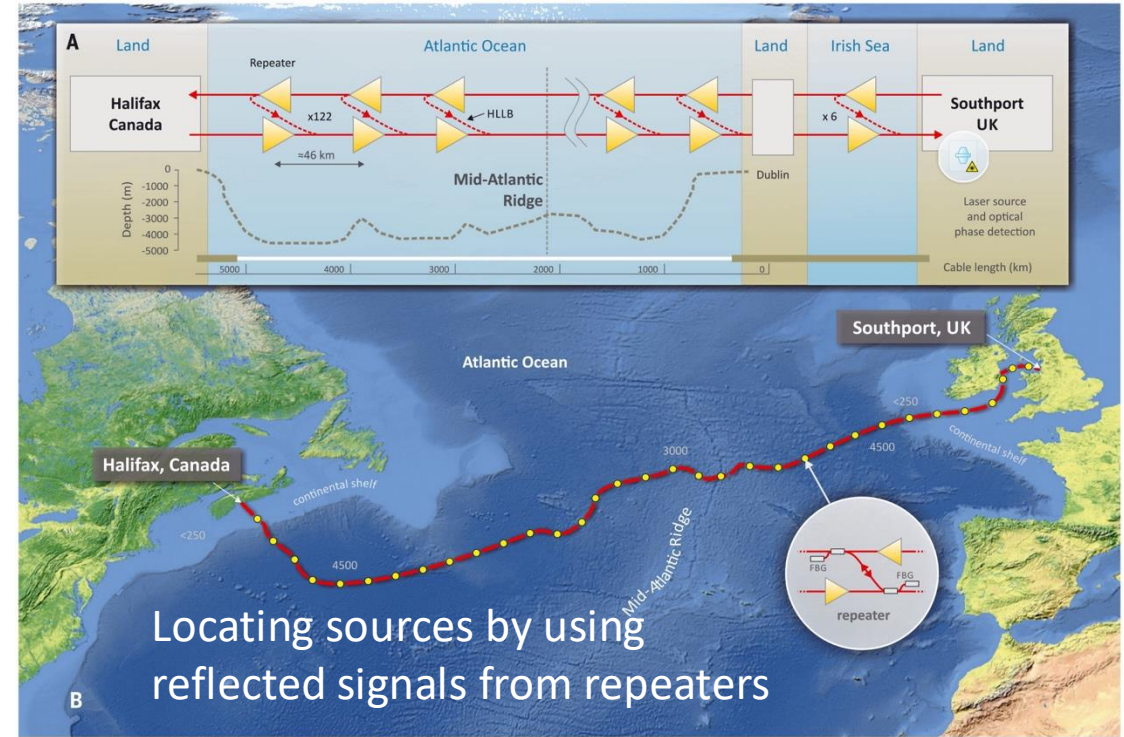 A
Land
Atlantic Ocean
Land
Irish Sea
Land
Repeater
Halifax
Canada
x122
HLLB
x 6
Southport
UK
≈46 km
Dublin
Mid-Atlantic
Ridge
Depth (m)
0
-1000
-2000
-3000
-4000
-5000
Laser source
and optical
phase detection
5000
4000
3000
2000
1000
0
Cable length (km)
Southport, UK
Atlantic Ocean
<250
continental shelf
4500
3000
Halifax, Canada
continental shelf
<250
4500
Mid-Atlantic Ridge
FBG
FBG
repeater
Locating sources by using
reflected signals from repeaters
B